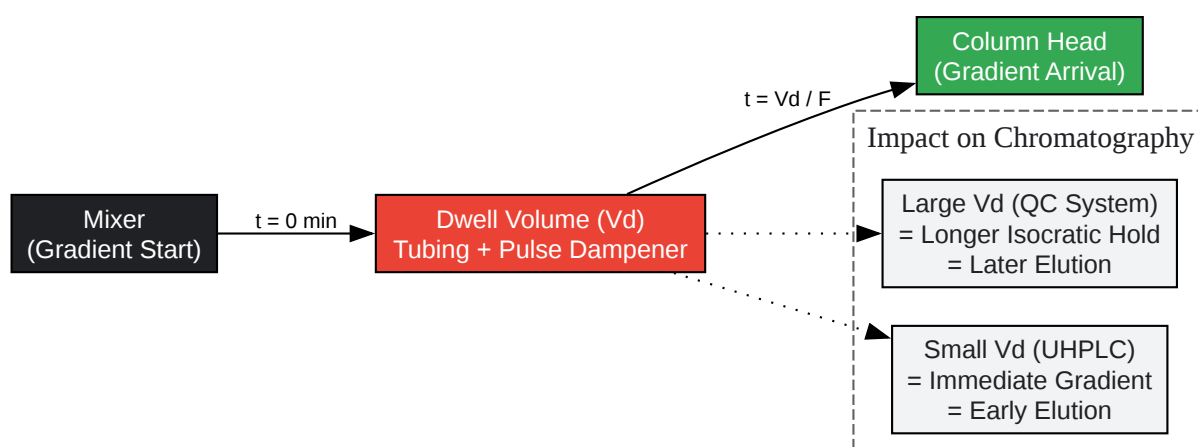 Mixer
(Gradient Start)
t = 0 min
Dwell Volume (Vd)
Tubing + Pulse Dampener
t = Vd / F
Column Head
(Gradient Arrival)
Impact on Chromatography
Large Vd (QC System)
= Longer Isocratic Hold
= Later Elution
Small Vd (UHPLC)
= Immediate Gradient
= Early Elution